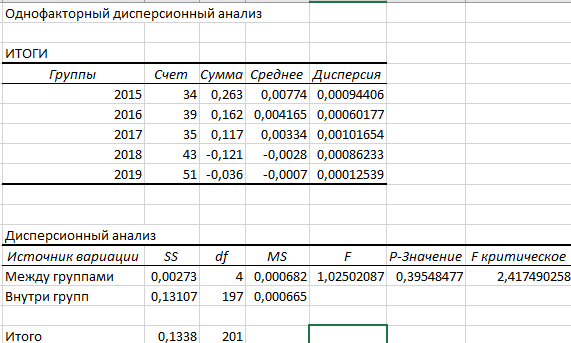 Однофакторный дисперсионный анализ
ИТОГИ
Группы Счет Сумма Среднее Дисперсия
2015 34 0,263 0,00774 0,00094406
2016 39 0,162 0,004165 0,00060177
2017 35 0,117 0,00334 0,00101654
2018 43 -0,121 -0,0028 0,00086233
2019 51 -0,036 -0,0007 0,00012539
Дисперсионный анализ
Источник вариации SS df MS F P-Значение F критическое
Между группами 0,00273 4 0,000682 1,02502087 0,39548477 2,417490258
Внутри групп 0,13107 197 0,000665
Итого 0,1338 201